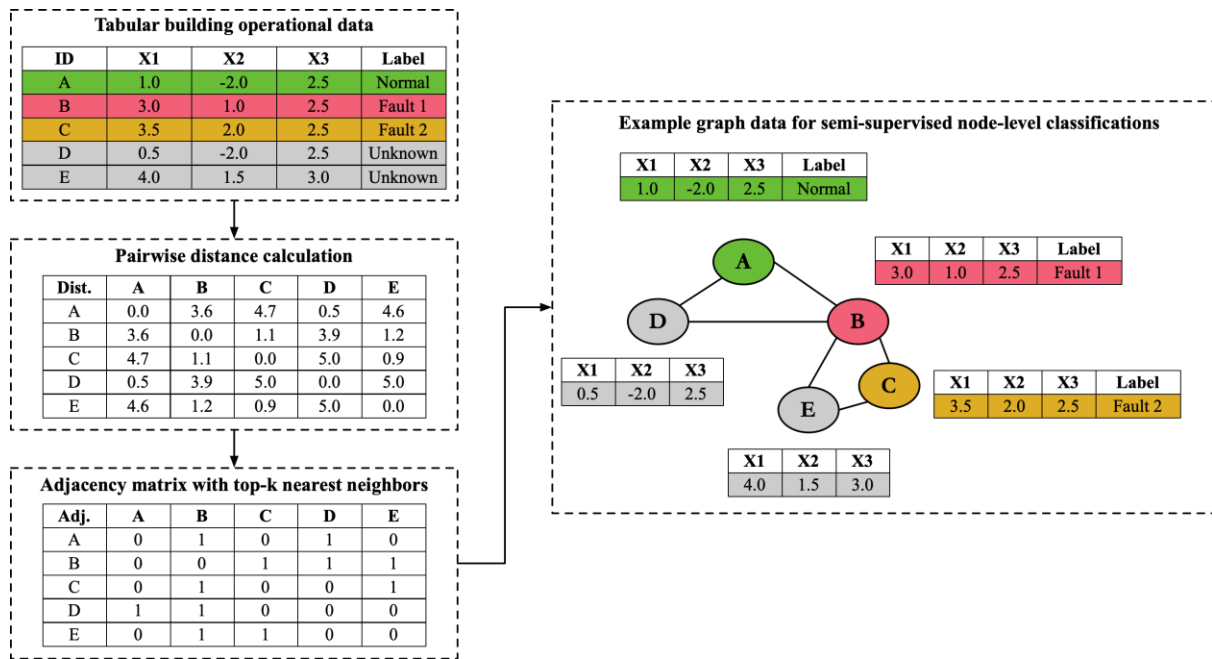 Tabular building operational data
ID X1 X2 X3 Label
A 1.0 -2.0 2.5 Normal
B 3.0 1.0 2.5 Fault 1
C 3.5 2.0 2.5 Fault 2
D 0.5 -2.0 2.5 Unknown
E 4.0 1.5 3.0 Unknown
Pairwise distance calculation
Dist. A B C D E
A 0.0 3.6 4.7 0.5 4.6
B 3.6 0.0 1.1 3.9 1.2
C 4.7 1.1 0.0 5.0 0.9
D 0.5 3.9 5.0 0.0 5.0
E 4.6 1.2 0.9 5.0 0.0
Adjacency matrix with top-k nearest neighbors
Adj. A B C D E
A 0 1 0 1 0
B 0 0 1 1 1
C 0 1 0 0 1
D 1 1 0 0 0
E 0 1 1 0 0
Example graph data for semi-supervised node-level classifications
X1 X2 X3 Label
1.0 -2.0 2.5 Normal
A
X1 X2 X3 Label
3.0 1.0 2.5 Fault 1
D
B
X1 X2 X3
0.5 -2.0 2.5
C
X1 X2 X3 Label
3.5 2.0 2.5 Fault 2
E
X1 X2 X3
4.0 1.5 3.0